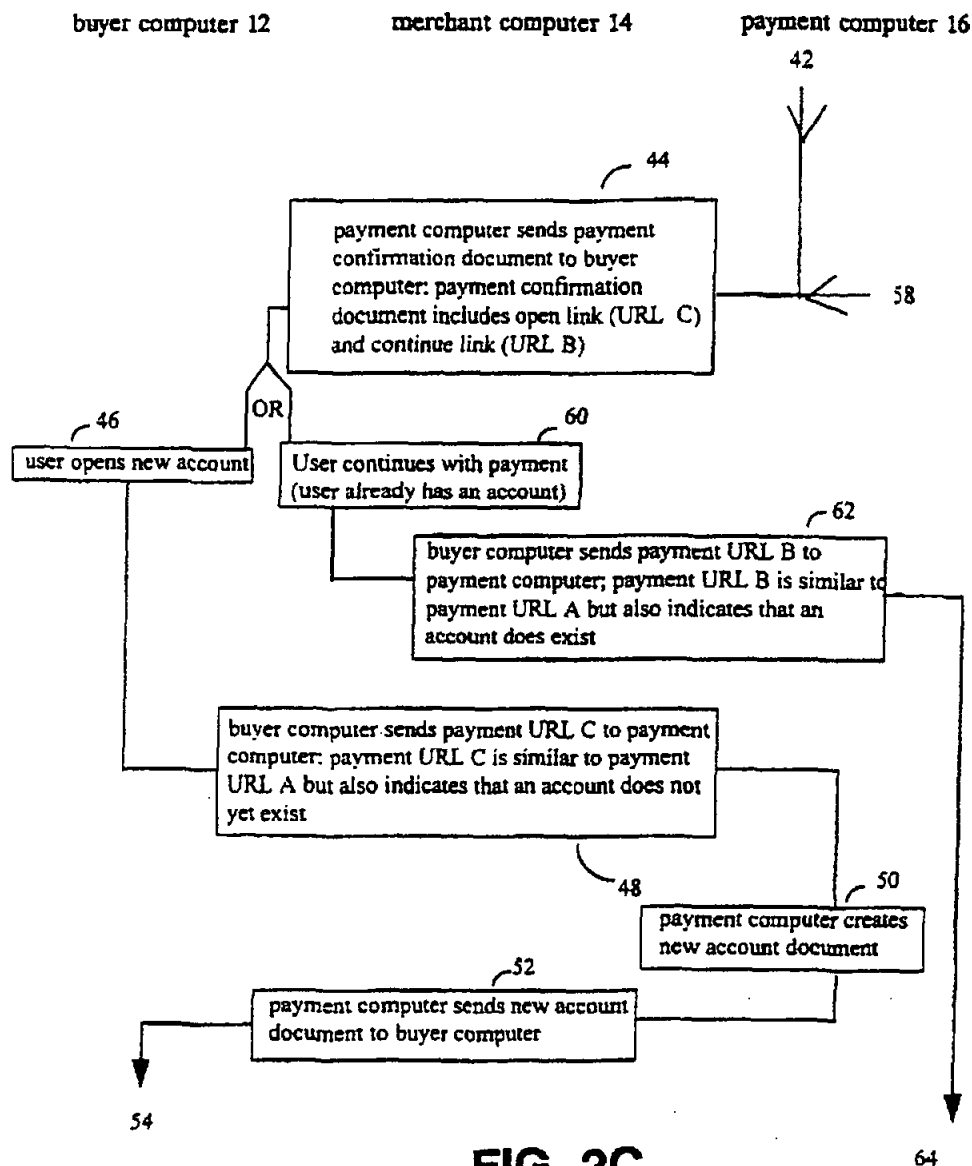 buyer computer 12 merchant computer 14 payment computer 16
42
44
payment computer sends payment
confirmation document to buyer
computer: payment confirmation
document includes open link (URL C)
and continue link (URL B)
58
OR
46
user opens new account
60
User continues with payment
(user already has an account)
62
buyer computer sends payment URL B to
payment computer; payment URL B is similar to
payment URL A but also indicates that an
account does exist
buyer computer sends payment URL C to payment
computer: payment URL C is similar to payment
URL A but also indicates that an account does not
yet exist
48
50
payment computer creates
new account document
52
payment computer sends new account
document to buyer computer
54
64
FIG. 2C